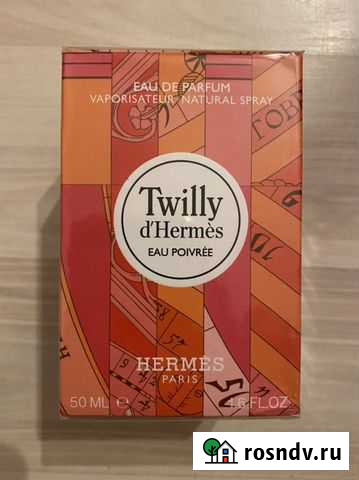 EAU DE PARFUM
VAPORISATEUR NATURAL SPRAY
Twilly
d'Hermès
EAU POIVRÉE
HERMÈS
PARIS
50 ML ℮ 1.6 FL.OZ
rosndv.ru